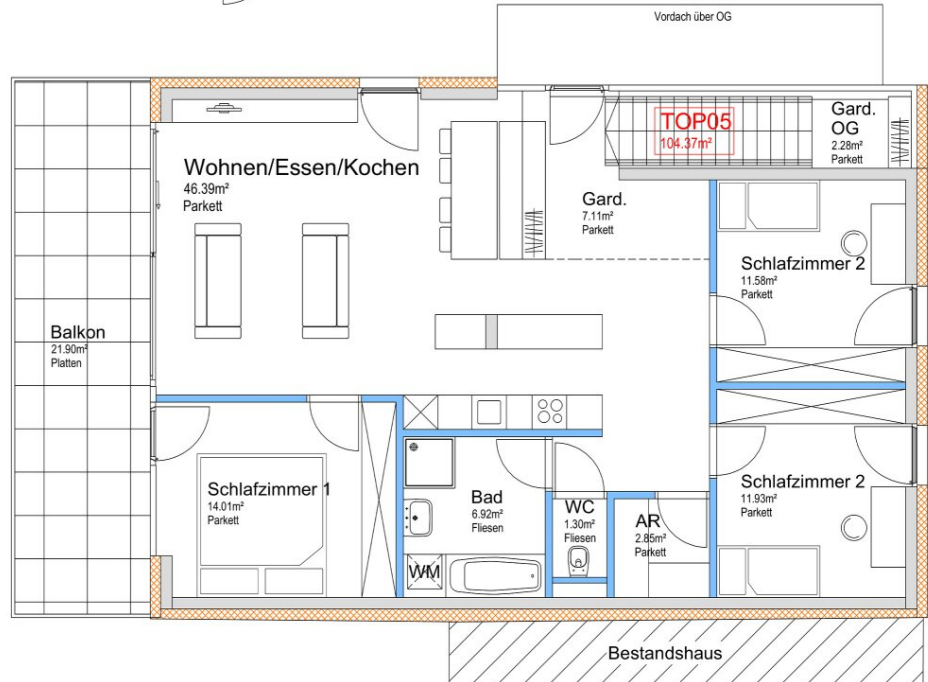 Vordach über OG
TOP05
104.37m²
Gard.
OG
2.28m²
Parkett
Wohnen/Essen/Kochen
46.39m²
Parkett
Gard.
7.11m²
Parkett
Schlafzimmer 2
11.58m²
Parkett
Balkon
21.90m²
Platten
Schlafzimmer 1
14.01m²
Parkett
Bad
6.92m²
Fliesen
WM
WC
1.30m²
Fliesen
AR
2.85m²
Parkett
Schlafzimmer 2
11.93m²
Parkett
Bestandshaus